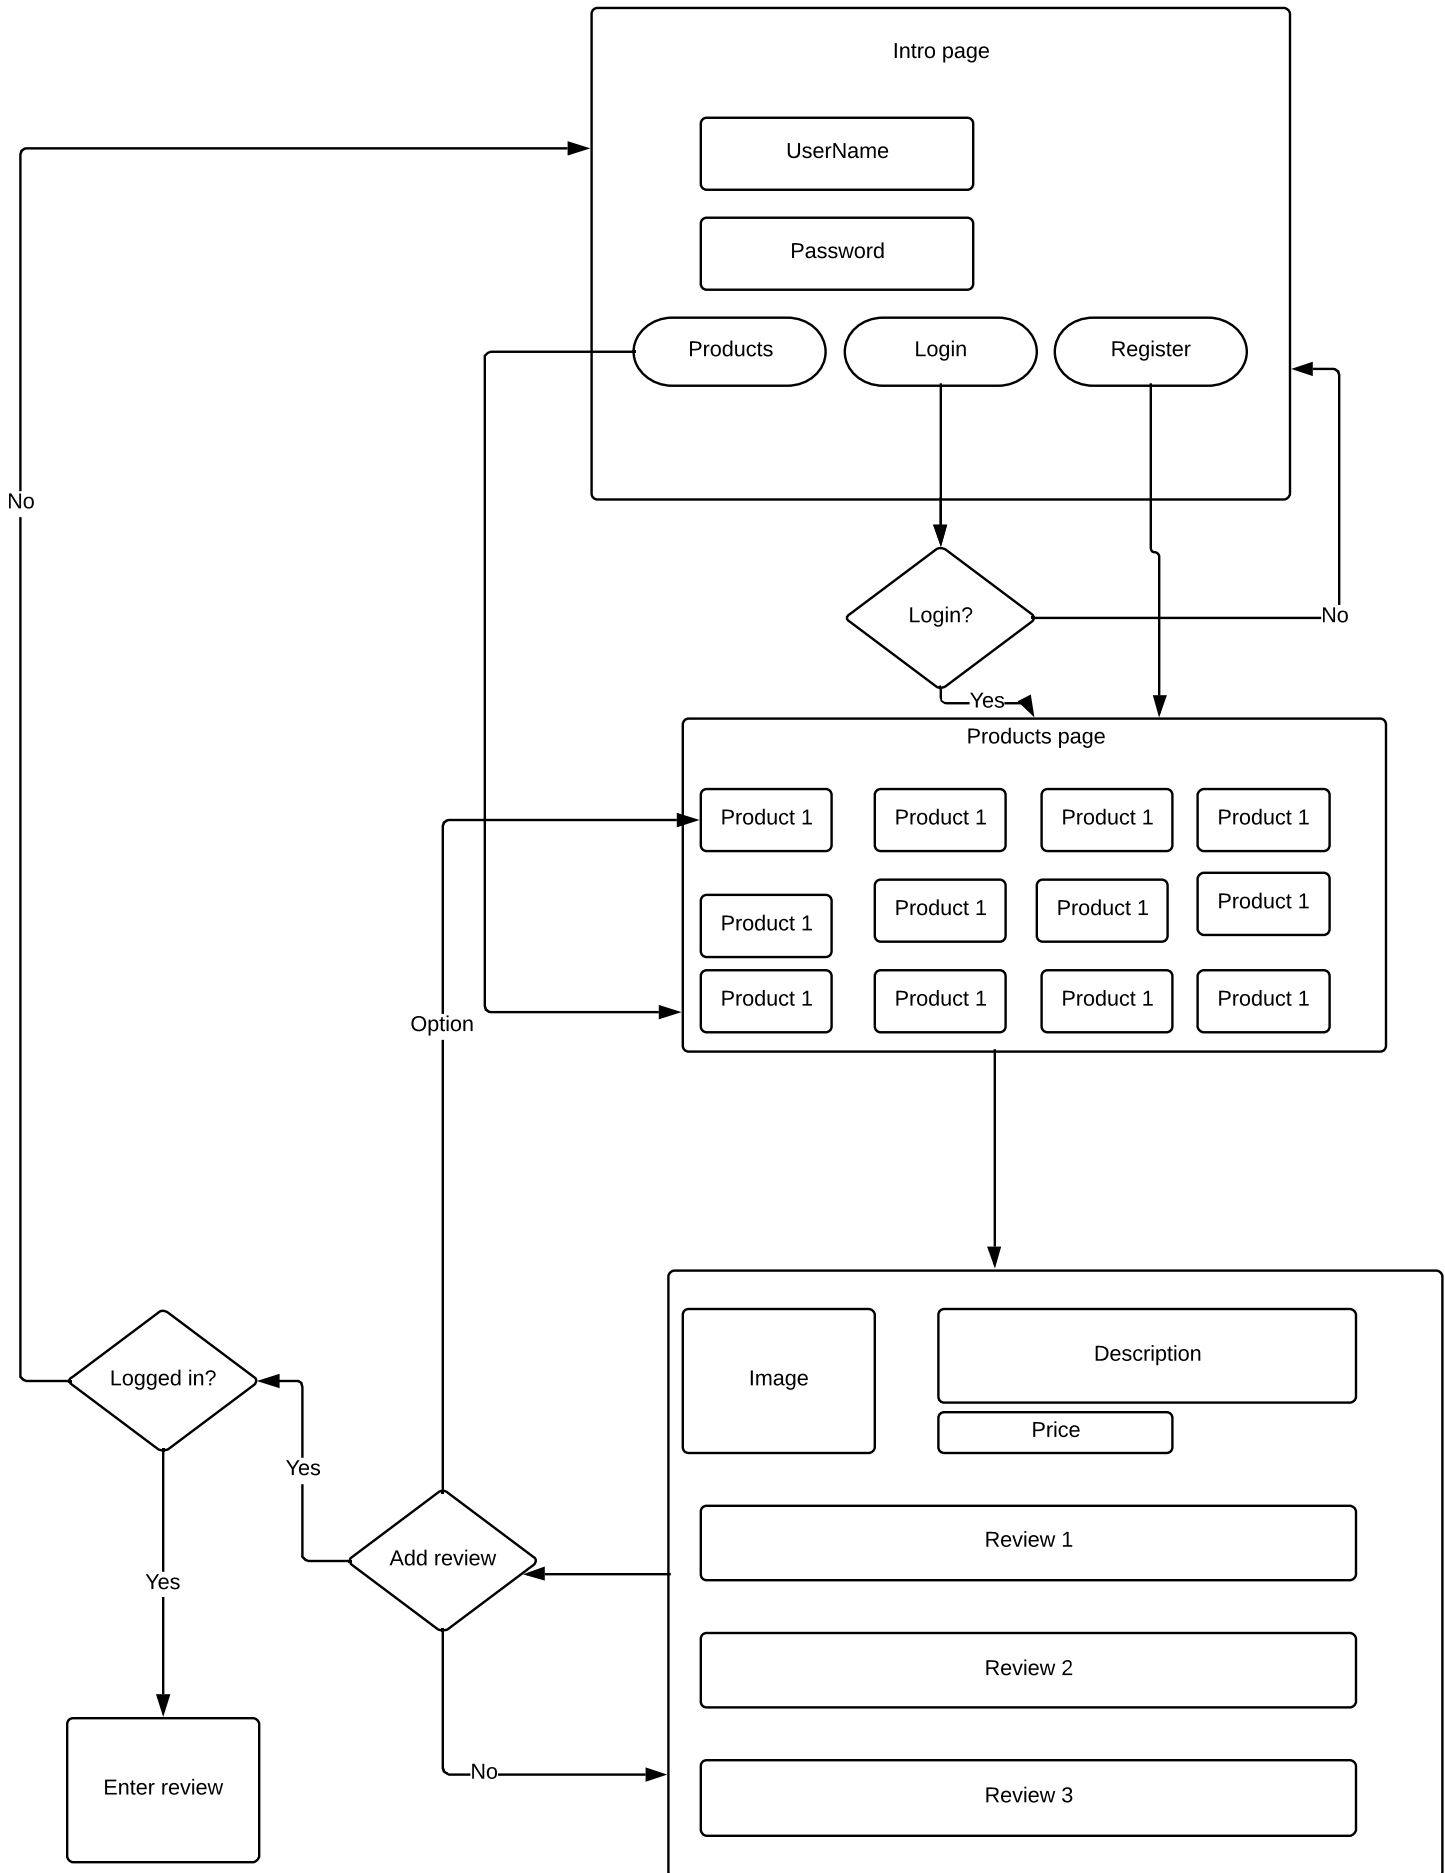 Intro page
UserName
Password
Products
Login
Register
No
Login?
No
Yes
Products page
Product 1
Product 1
Product 1
Product 1
Product 1
Product 1
Product 1
Product 1
Product 1
Product 1
Product 1
Product 1
Option
Image
Description
Price
Logged in?
Yes
Add review
Review 1
Yes
Review 2
No
Enter review
Review 3